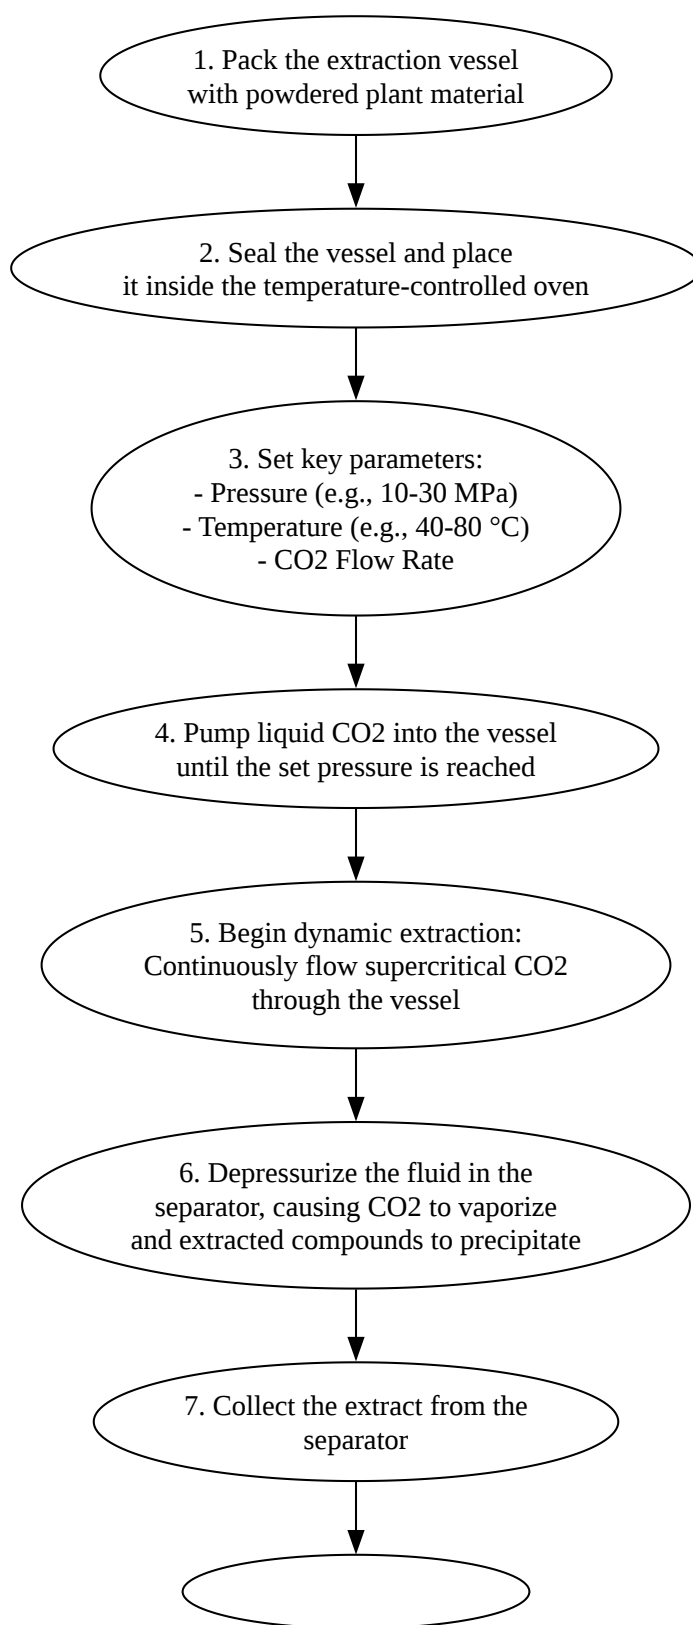 1. Pack the extraction vessel
with powdered plant material
2. Seal the vessel and place
it inside the temperature-controlled oven
3. Set key parameters:
- Pressure (e.g., 10-30 MPa)
- Temperature (e.g., 40-80 °C)
- CO2 Flow Rate
4. Pump liquid CO2 into the vessel
until the set pressure is reached
5. Begin dynamic extraction:
Continuously flow supercritical CO2
through the vessel
6. Depressurize the fluid in the
separator, causing CO2 to vaporize
and extracted compounds to precipitate
7. Collect the extract from the
separator